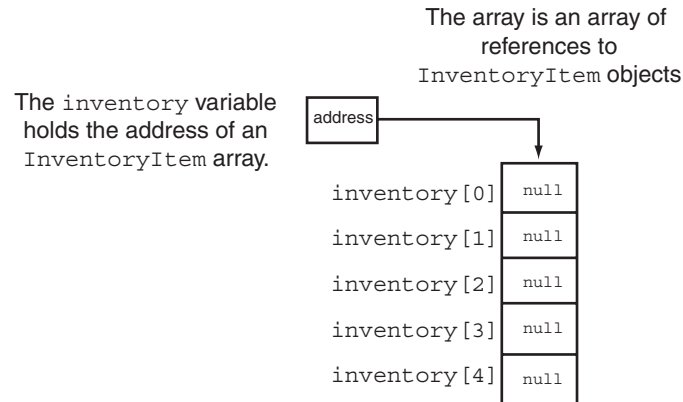 The array is an array of
references to
InventoryItem objects
The inventory variable
holds the address of an
InventoryItem array.
address
inventory[0] null
inventory[1] null
inventory[2] null
inventory[3] null
inventory[4] null